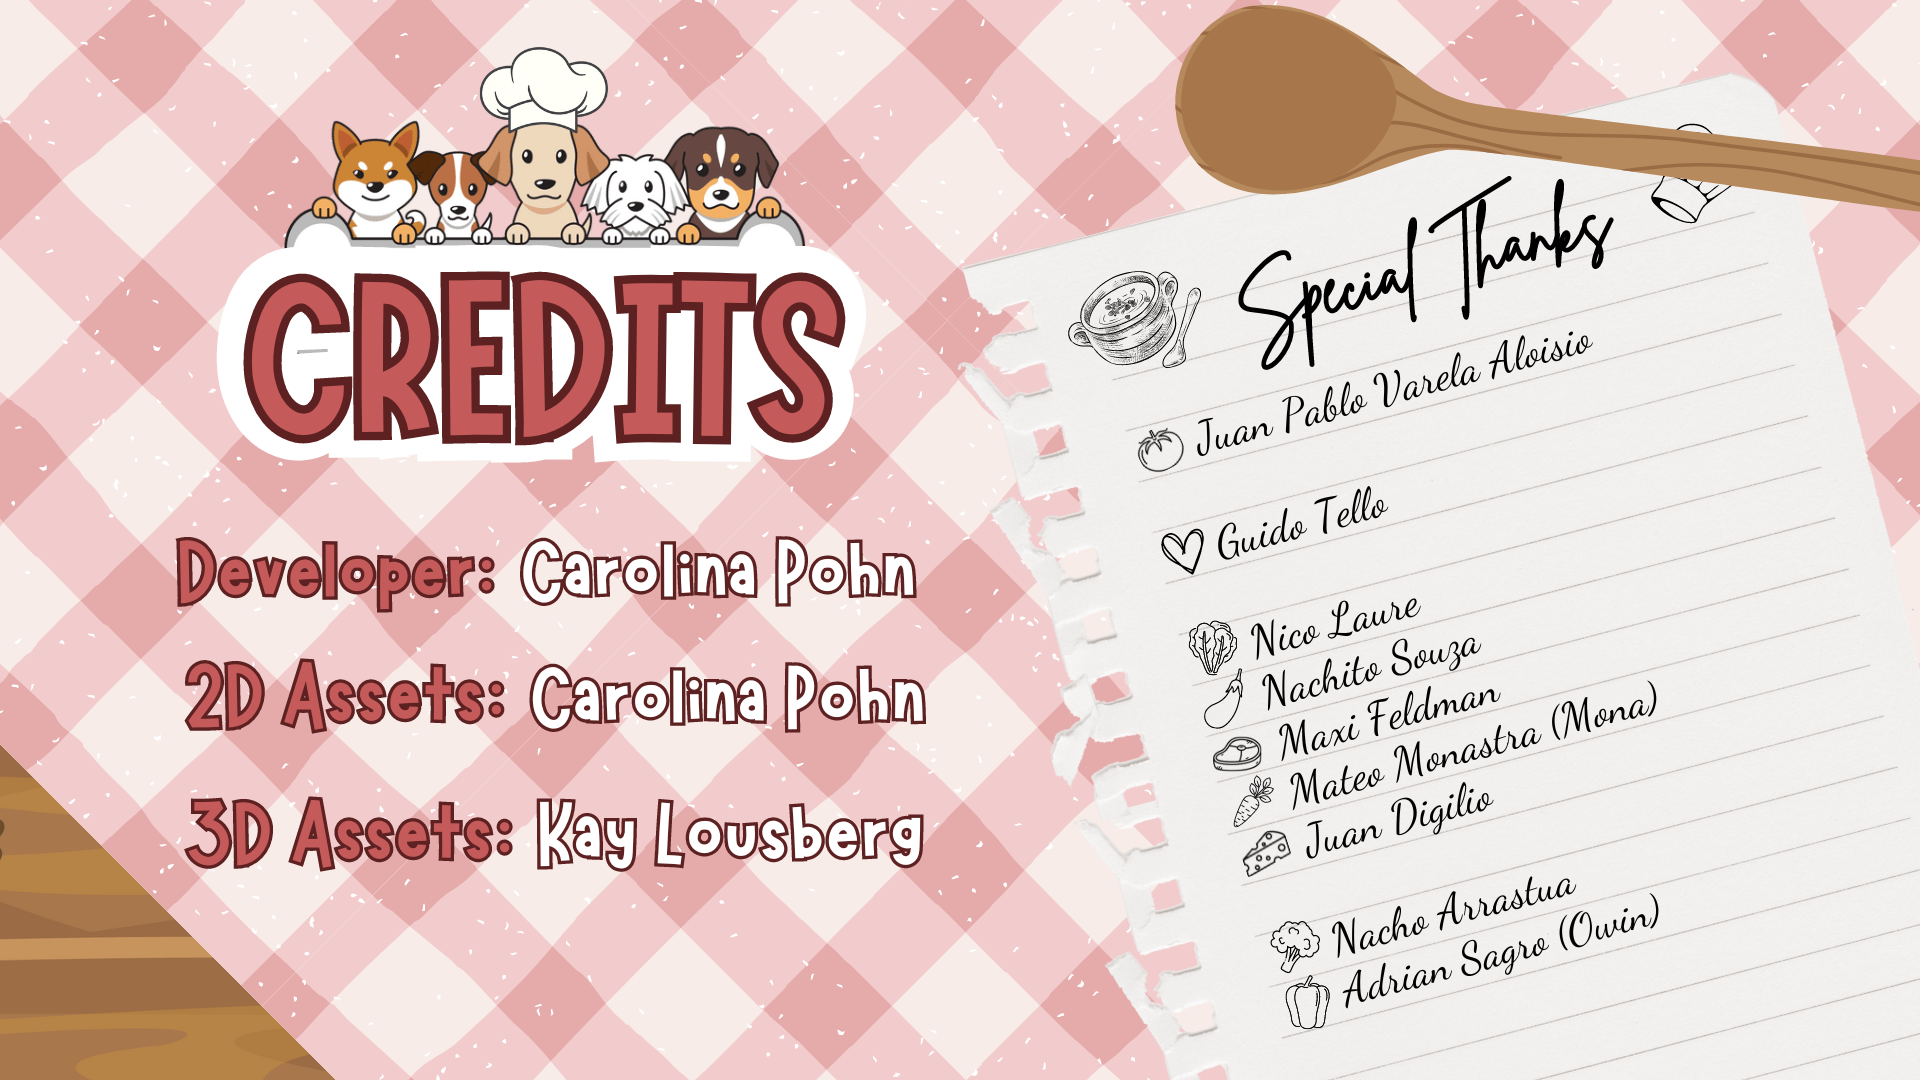 CREDITS
Developer: Carolina Pohn
2D Assets: Carolina Pohn
3D Assets: Kay Lousberg
Special Thanks
Juan Pablo Varela Aloisio
Guido Tello
Nico Laure
Nachito Souza
Maxi Feldman
Mateo Monastra (Mona)
Juan Digilio
Nacho Arrastua
Adrian Sagro (Owin)